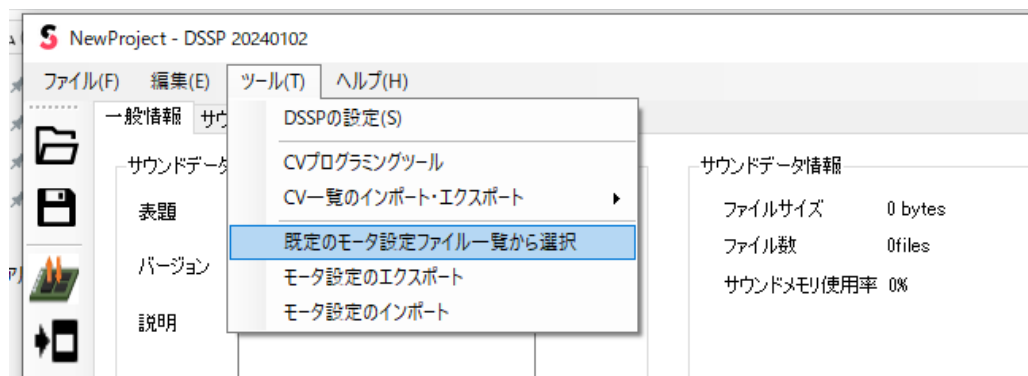 NewProject - DSSP 20240102
ファイル(F) 編集(E) ツール(T) ヘルプ(H)
一般情報 サウ
DSSPの設定(S)
CVプログラミングツール
CV一覧のインポート・エクスポート
既定のモータ設定ファイル一覧から選択
モータ設定のエクスポート
モータ設定のインポート
サウンドデータ
表題
バージョン
説明
サウンドデータ情報
ファイルサイズ 0 bytes
ファイル数 0files
サウンドメモリ使用率 0%